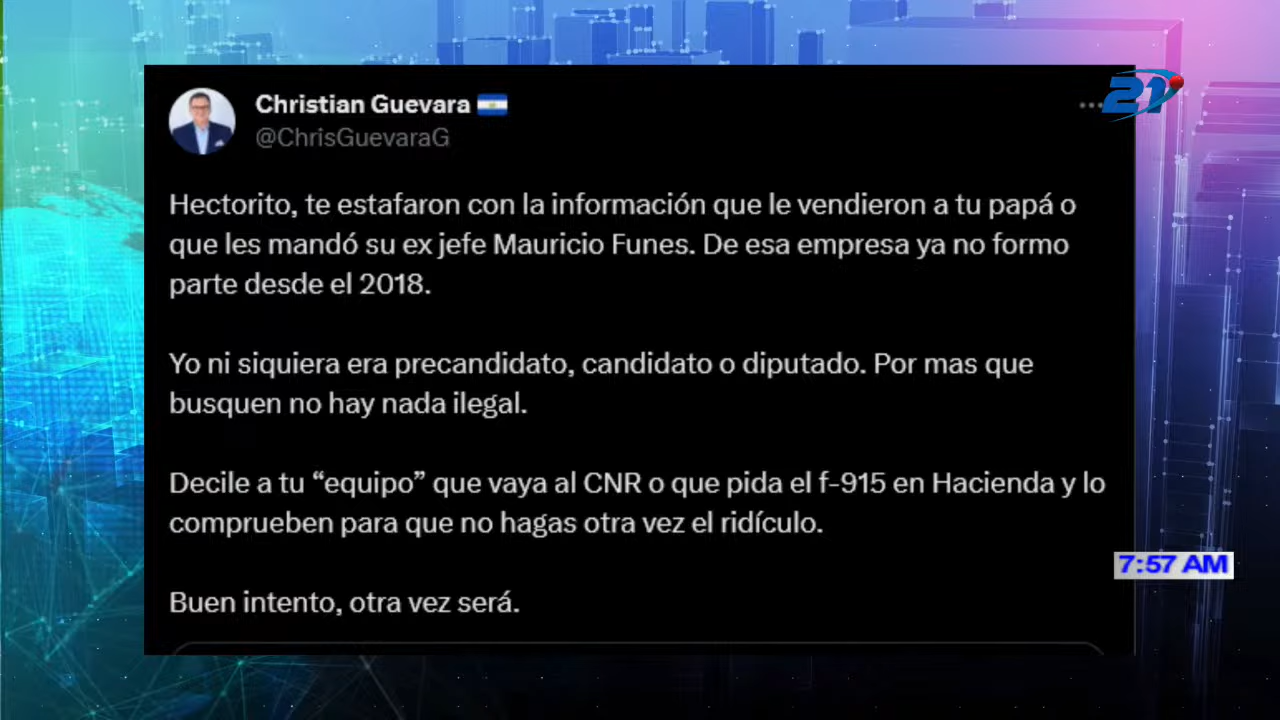 Christian Guevara
@ChrisGuevaraG
21
Hectorito, te estafaron con la información que le vendieron a tu papá o
que les mandó su ex jefe Mauricio Funes. De esa empresa ya no formo
parte desde el 2018.
Yo ni siquiera era precandidato, candidato o diputado. Por mas que
busquen no hay nada ilegal.
Decile a tu “equipo” que vaya al CNR o que pida el f-915 en Hacienda y lo
comprueben para que no hagas otra vez el ridículo.
7:57 AM
Buen intento, otra vez será.